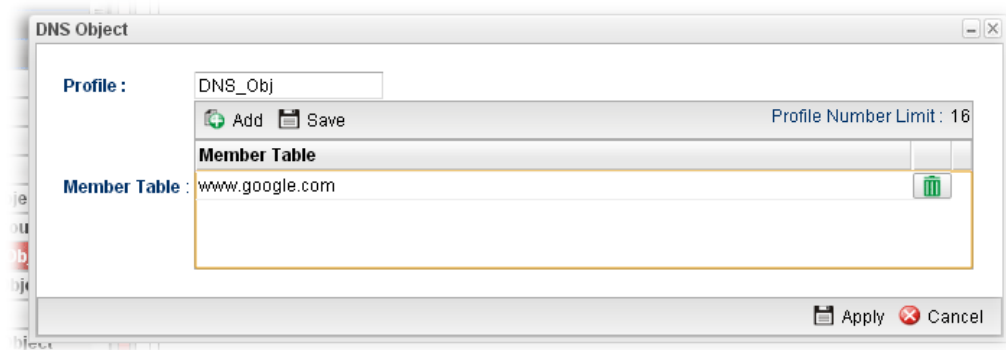 DNS Object
Profile : DNS_Obj
Add Save Profile Number Limit : 16
Member Table
Member Table : www.google.com
Apply Cancel
bject